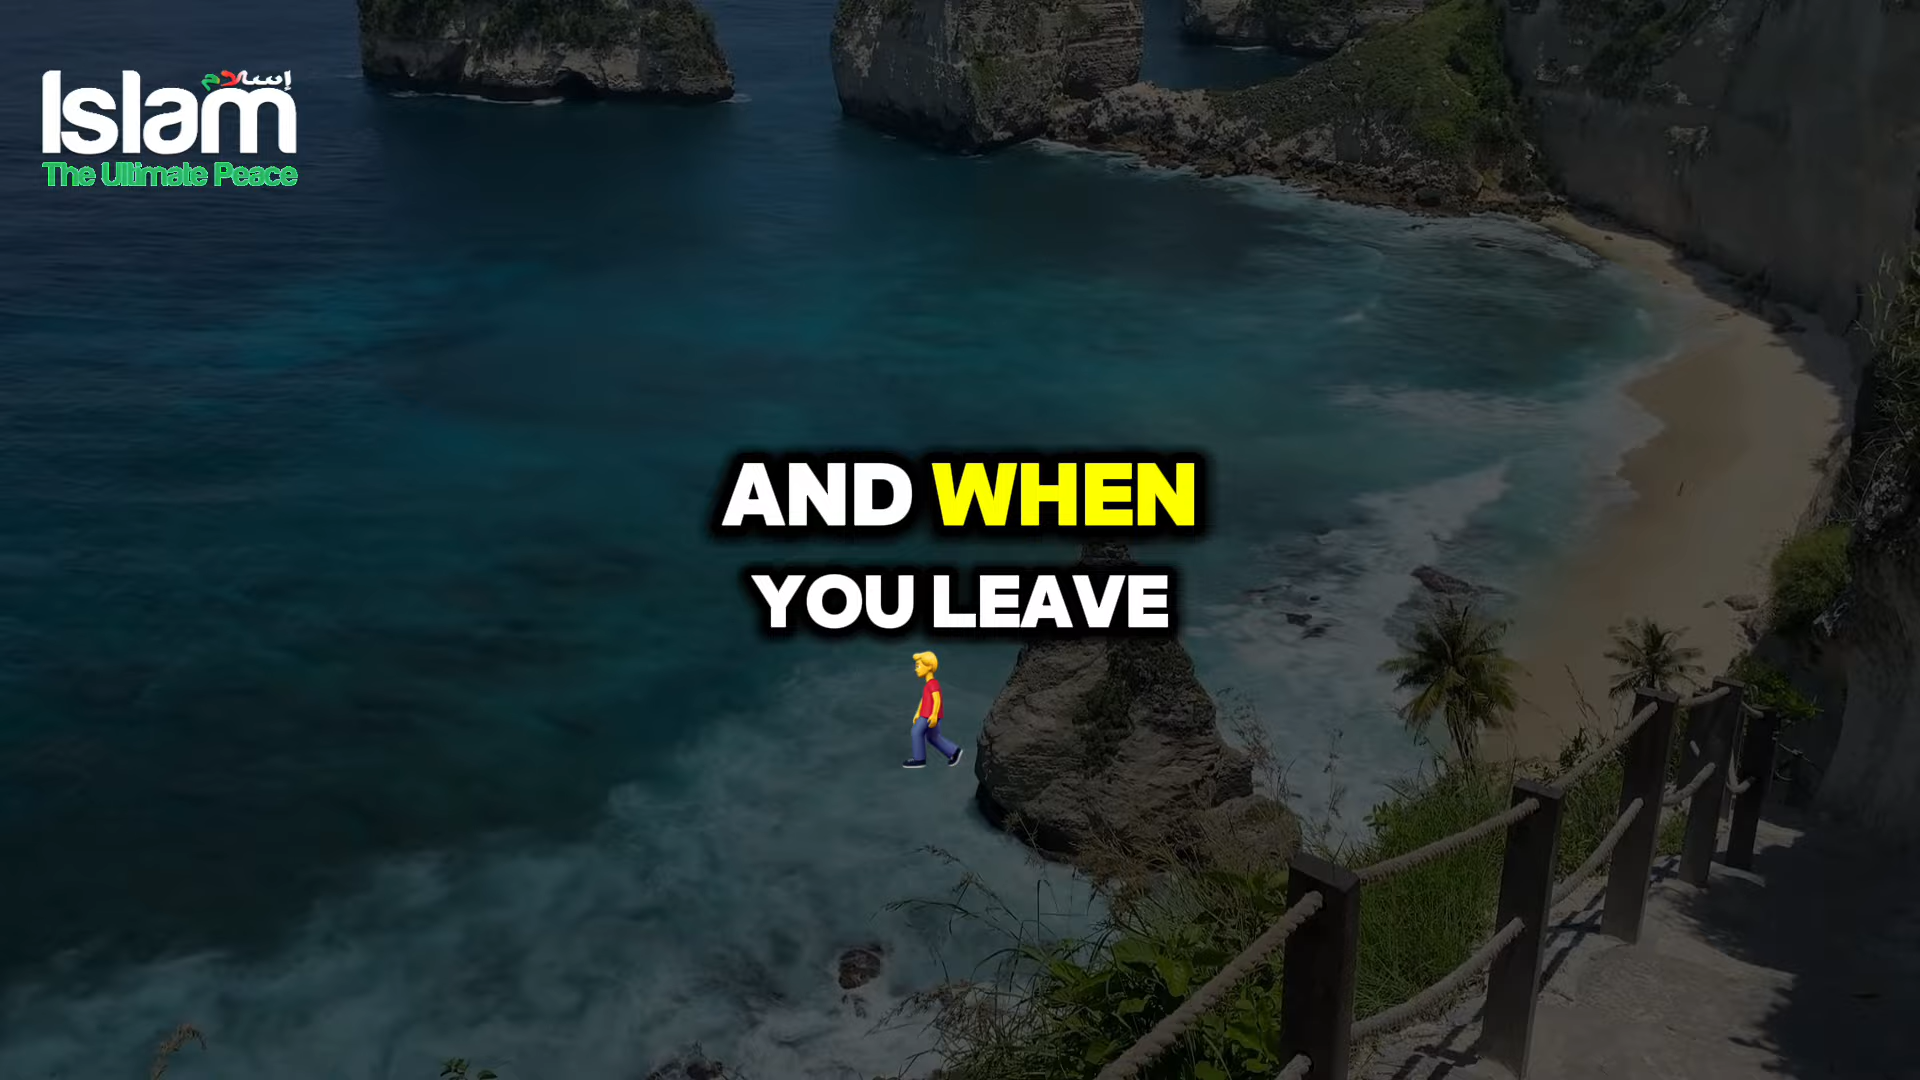 إسلام
Islam
The Ultimate Peace
AND WHEN
YOU LEAVE